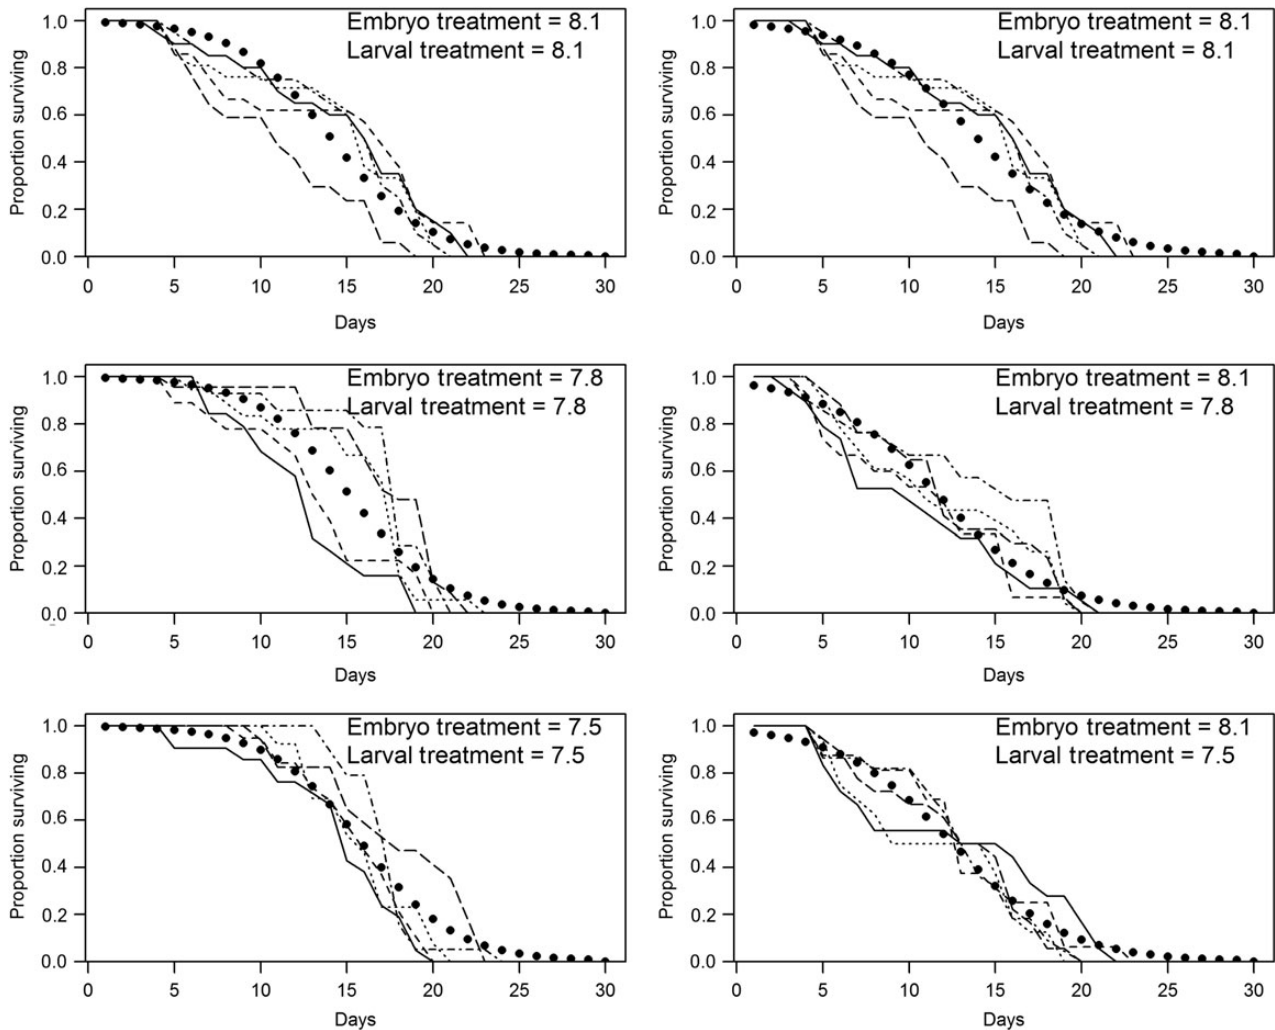 Embryo treatment = 8.1
Larval treatment = 8.1
Proportion surviving
1.0
0.8
0.6
0.4
0.2
0.0
0 5 10 15 20 25 30
Days
Embryo treatment = 8.1
Larval treatment = 8.1
Proportion surviving
1.0
0.8
0.6
0.4
0.2
0.0
0 5 10 15 20 25 30
Days
Embryo treatment = 7.8
Larval treatment = 7.8
Proportion surviving
1.0
0.8
0.6
0.4
0.2
0.0
0 5 10 15 20 25 30
Days
Embryo treatment = 8.1
Larval treatment = 7.8
Proportion surviving
1.0
0.8
0.6
0.4
0.2
0.0
0 5 10 15 20 25 30
Days
Embryo treatment = 7.5
Larval treatment = 7.5
Proportion surviving
1.0
0.8
0.6
0.4
0.2
0.0
0 5 10 15 20 25 30
Days
Embryo treatment = 8.1
Larval treatment = 7.5
Proportion surviving
1.0
0.8
0.6
0.4
0.2
0.0
0 5 10 15 20 25 30
Days